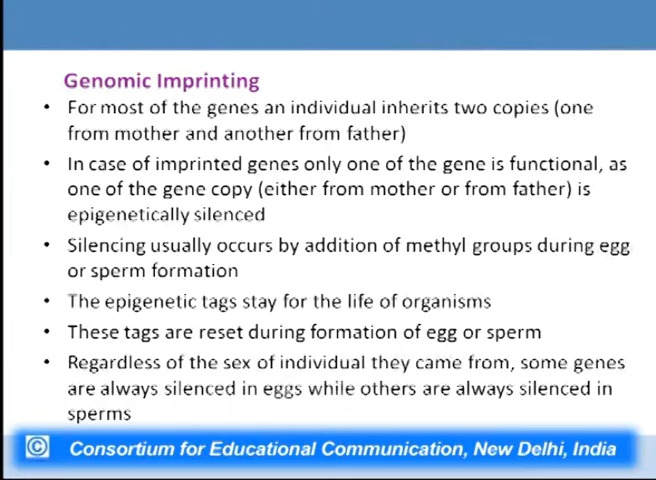 Genomic Imprinting
• For most of the genes an individual inherits two copies (one
from mother and another from father)
• In case of imprinted genes only one of the gene is functional, as
one of the gene copy (either from mother or from father) is
epigenetically silenced
• Silencing usually occurs by addition of methyl groups during egg
or sperm formation
• The epigenetic tags stay for the life of organisms
• These tags are reset during formation of egg or sperm
• Regardless of the sex of individual they came from, some genes
are always silenced in eggs while others are always silenced in
sperms
© Consortium for Educational Communication, New Delhi, India